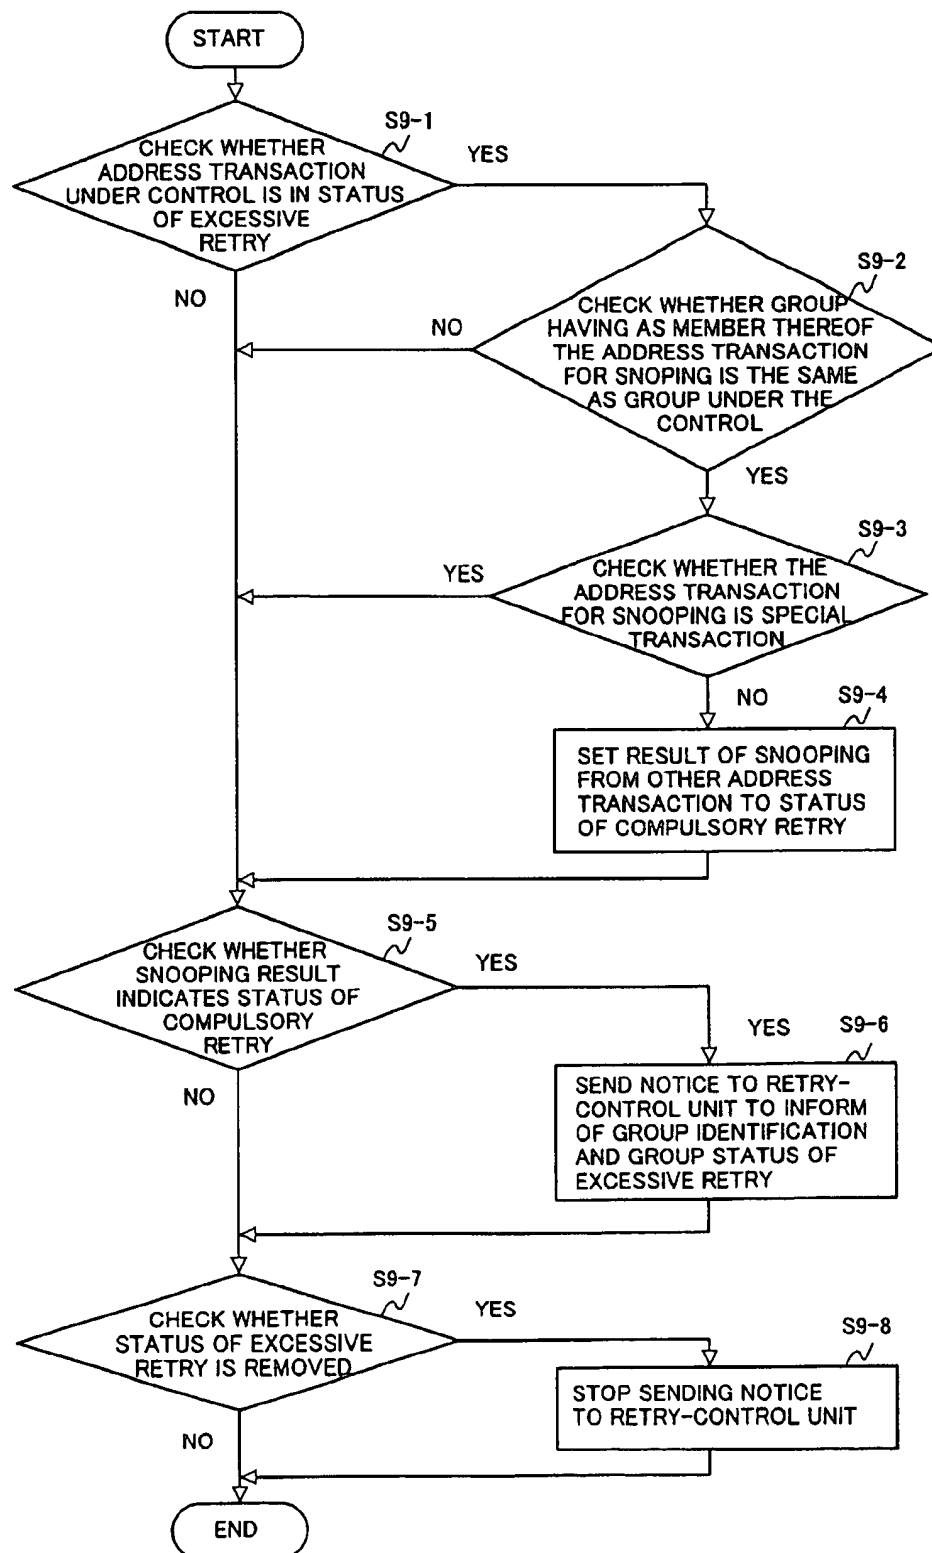 START
S9-1
CHECK WHETHER
ADDRESS TRANSACTION
UNDER CONTROL IS IN STATUS
OF EXCESSIVE
RETRY
YES
NO
S9-2
CHECK WHETHER GROUP
HAVING AS MEMBER THEREOF
THE ADDRESS TRANSACTION
FOR SNOPING IS THE SAME
AS GROUP UNDER THE
CONTROL
NO
YES
S9-3
CHECK WHETHER THE
ADDRESS TRANSACTION
FOR SNOOPING IS SPECIAL
TRANSACTION
YES
NO
S9-4
SET RESULT OF SNOOPING
FROM OTHER ADDRESS
TRANSACTION TO STATUS
OF COMPULSORY RETRY
S9-5
CHECK WHETHER
SNOOPING RESULT
INDICATES STATUS OF
COMPULSORY
RETRY
YES
NO
YES
S9-6
SEND NOTICE TO RETRY-
CONTROL UNIT TO INFORM
OF GROUP IDENTIFICATION
AND GROUP STATUS OF
EXCESSIVE RETRY
S9-7
CHECK WHETHER
STATUS OF EXCESSIVE
RETRY IS REMOVED
YES
NO
S9-8
STOP SENDING NOTICE
TO RETRY-CONTROL UNIT
END